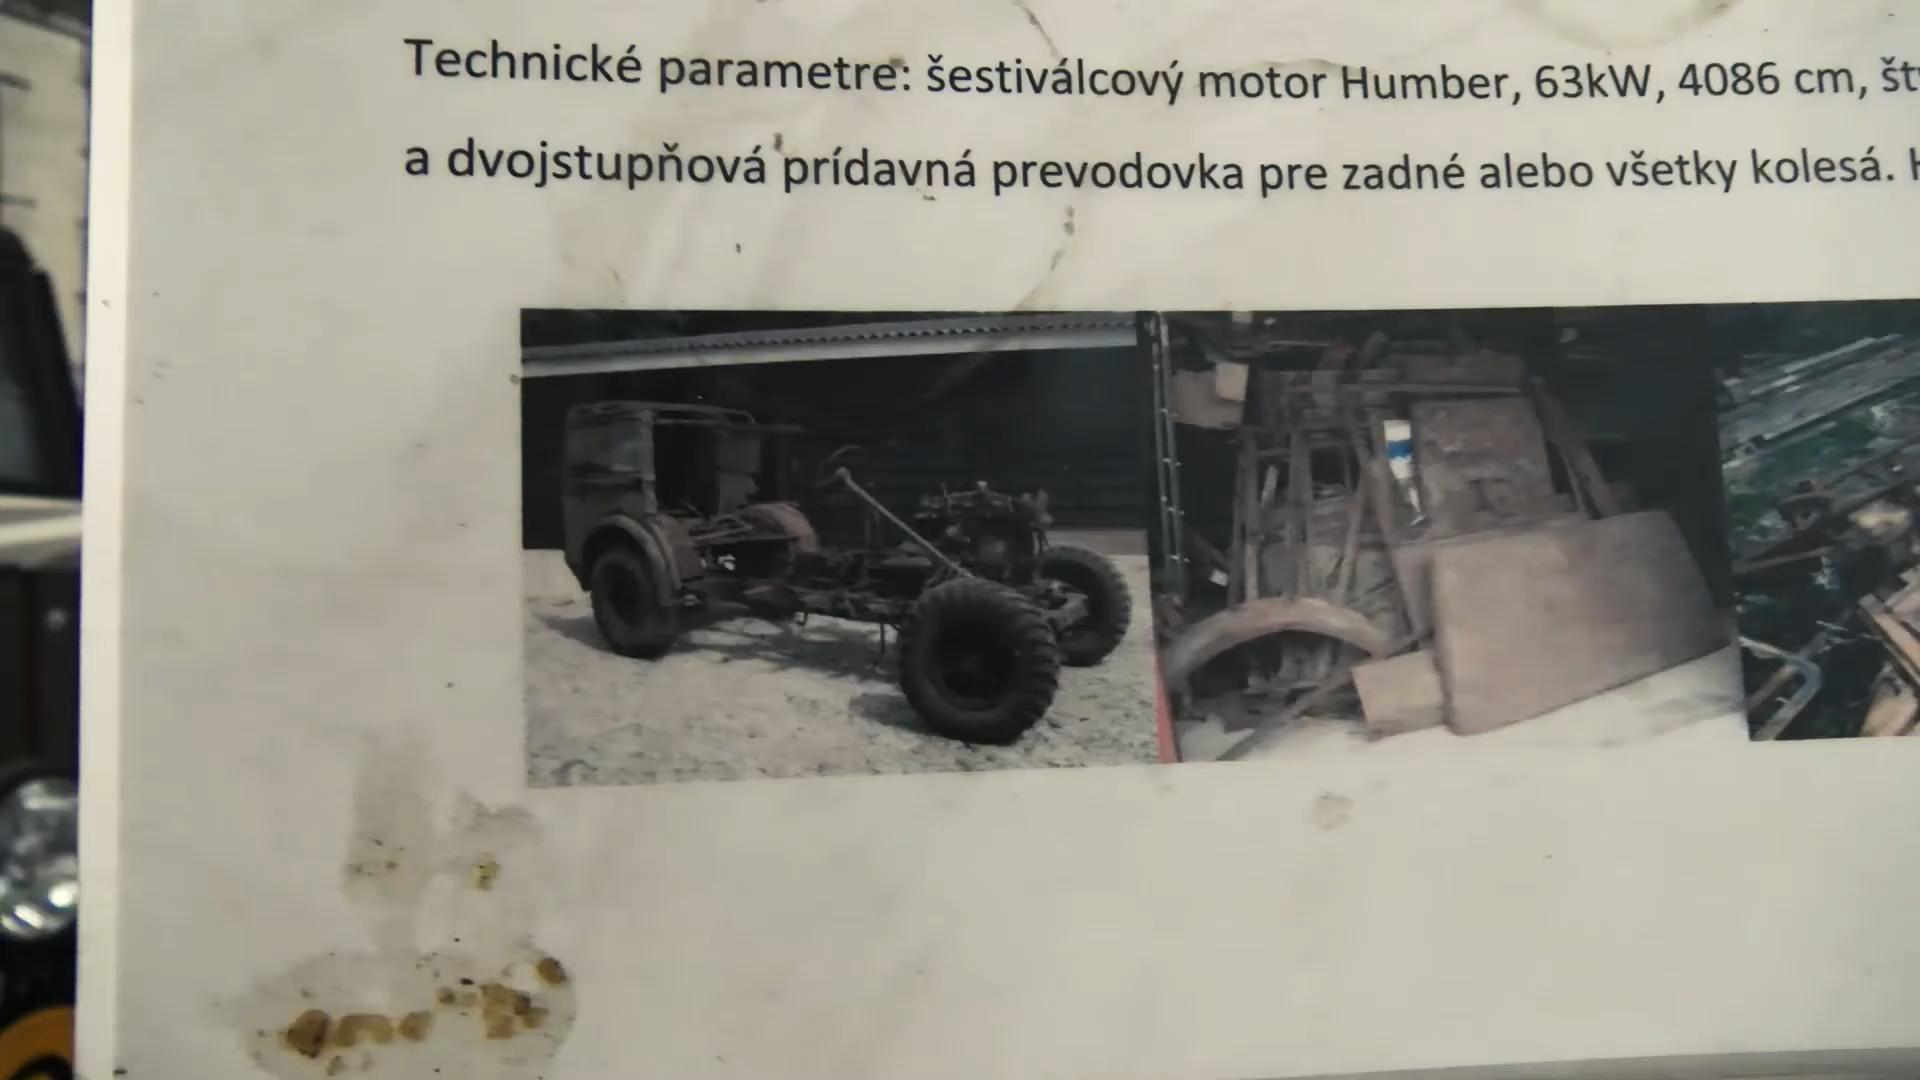 Technické parametre: šestiválcový motor Humber, 63kW, 4086 cm,
a dvojstupňová prídavná prevodovka pre zadné alebo všetky kolesá.